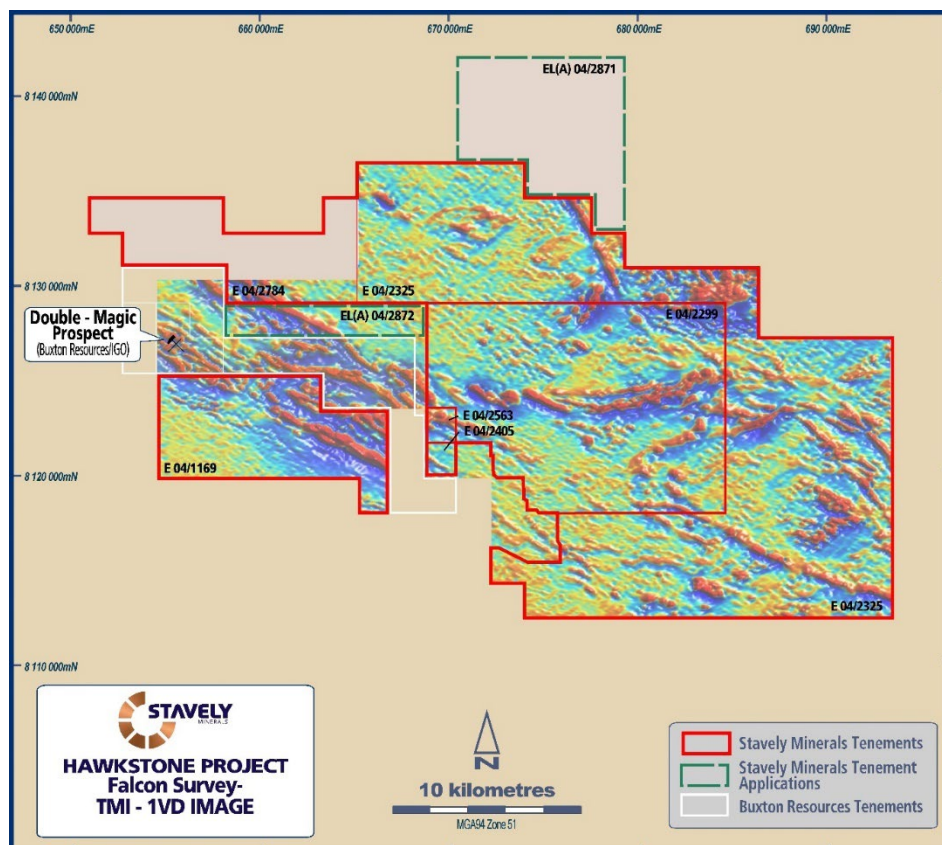 650 000mE
660 000mE
670 000mE
680 000mE
690 000mE
EL(A) 04/2871
8 140 000mN
8 130 000mN
E 04/2784
E 04/2325
EL(A) 04/2872
E 04/2299
Double - Magic
Prospect
(Buxton Resources/IGO)
E 04/2563
E 04/2405
E 04/1169
8 120 000mN
E 04/2325
8 110 000mN
STAVELY
MINERALS
HAWKSTONE PROJECT
Falcon Survey-
TMI - 1VD IMAGE
N
10 kilometres
MGA94 Zone 51
Stavely Minerals Tenements
Stavely Minerals Tenement
Applications
Buxton Resources Tenements